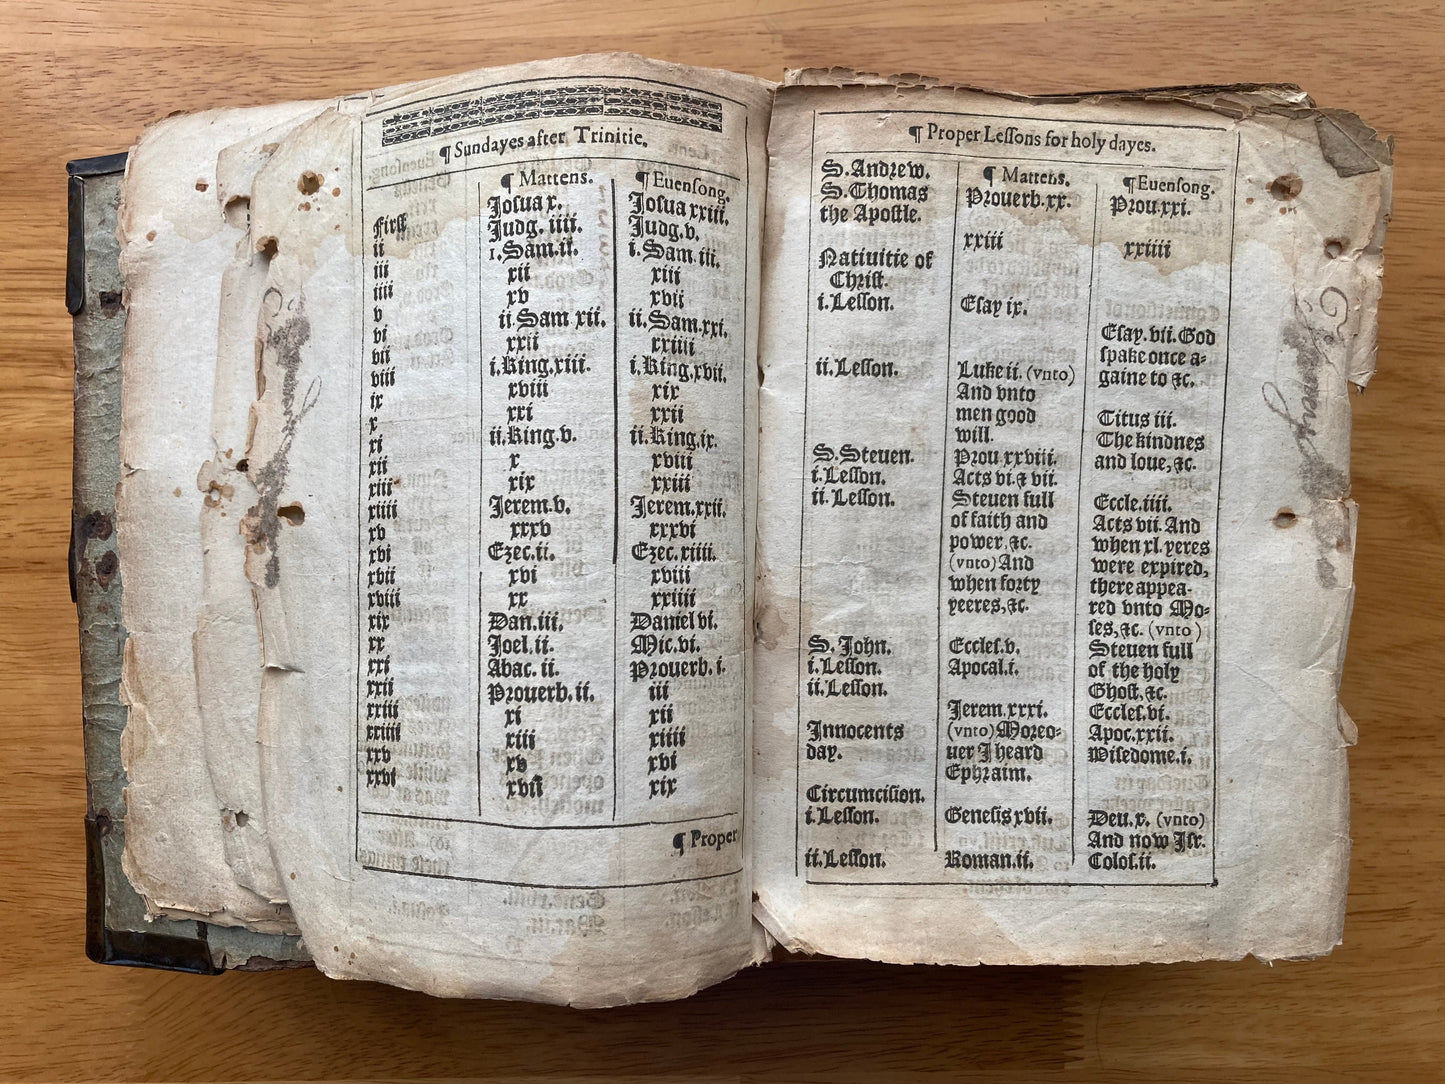 ¶ Sundayes after Trinitie.
¶ Mattens. ¶ Euenſong.
Firſt Joſua x. Joſua xxiii.
ii Judg. iiii. Judg. v.
iii 1. Sam. ii. i. Sam. iii.
iiii xii xiii
v xv xvii
vi ii. Sam xii. ii. Sam. xxi.
vii xxii xxiiii
viii i. King. xiii. i. King. xvii.
ix xviii xix
x xxi xxii
xi ii. King. v. ii. King. ix.
xii x xviii
xiii xix xxiii
xiiii Jerem. v. Jerem. xxii.
xv xxxv xxxvi
xvi Ezec. ii. Ezec. xiiii.
xvii xvi xviii
xviii xx xxiiii
xix Dan. iii. Daniel vi.
xx Joel. ii. Mic. vi.
xxi Abac. ii. Prouerb. i.
xxii Prouerb. ii. iii
xxiii xi xii
xxiiii xiii xiiii
xxv xv xvi
xxvi xvii xix
¶ Proper
¶ Proper Leſſons for holy dayes.
¶ Mattens. ¶ Euenſong.
S. Andrew. Prouerb. xx. Prou. xxi.
S. Thomas
the Apoſtle. xxiii xxiiii
Natiuitie of
Chriſt.
i. Leſſon. Eſay ix. Eſay. vii. God
ſpake once a-
gaine to &c.
ii. Leſſon. Luke ii. (vnto)
And vnto
men good
will.
Titus iii.
The kindnes
and loue, &c.
S. Steuen. Prou xxviii. Eccle. iiii.
i. Leſſon. Acts vi. & vii.
ii. Leſſon. Steuen full
of faith and
power, &c.
(vnto) And
when forty
yeeres, &c.
Acts vii. And
when xl. yeres
were expired,
there appea-
red vnto Mo-
ſes, &c. (vnto)
Steuen full
of the holy
Ghoſt, &c.
S. John.
i. Leſſon. Eccleſ. v. Eccleſ. vi.
ii. Leſſon. Apocal. i. Apoc. xxii.
Innocents
day.
Jerem. xxxi.
(vnto) Moreo-
uer I heard
Ephraim.
Wiſedome. i.
Circumciſion.
i. Leſſon. Geneſis xvii. Deu. x. (vnto)
And now Iſr.
ii. Leſſon. Roman. ii. Coloſ. ii.